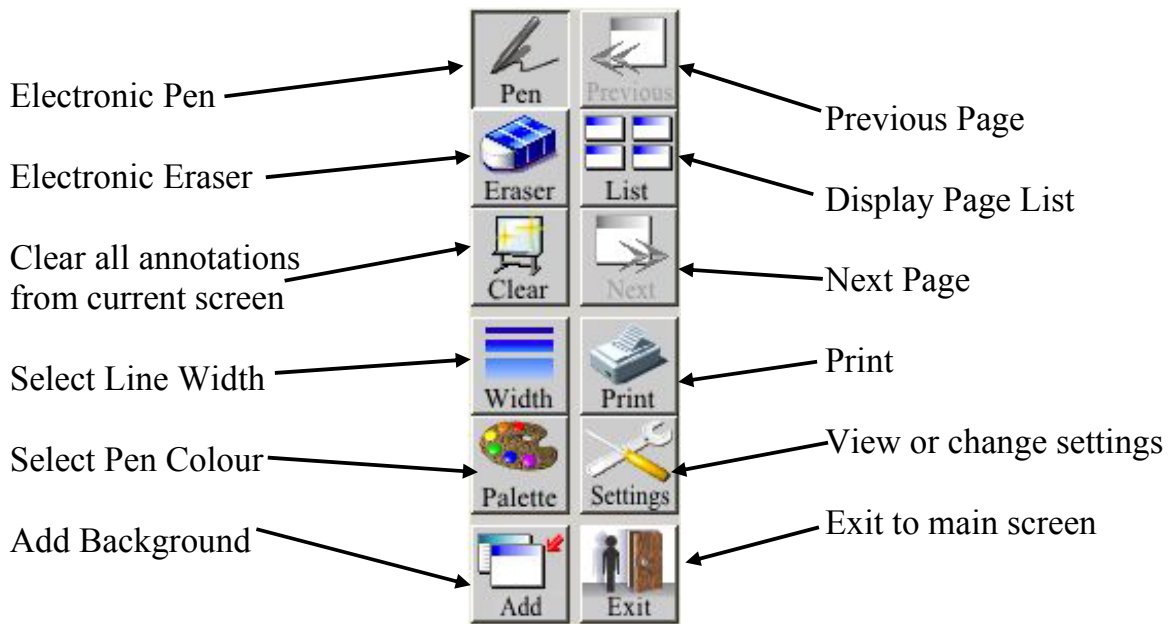 Electronic Pen
Electronic Eraser
Clear all annotations
from current screen
Select Line Width
Select Pen Colour
Add Background
Pen
Previous
Eraser
List
Clear
Next
Width
Print
Palette
Settings
Add
Exit
Previous Page
Display Page List
Next Page
Print
View or change settings
Exit to main screen